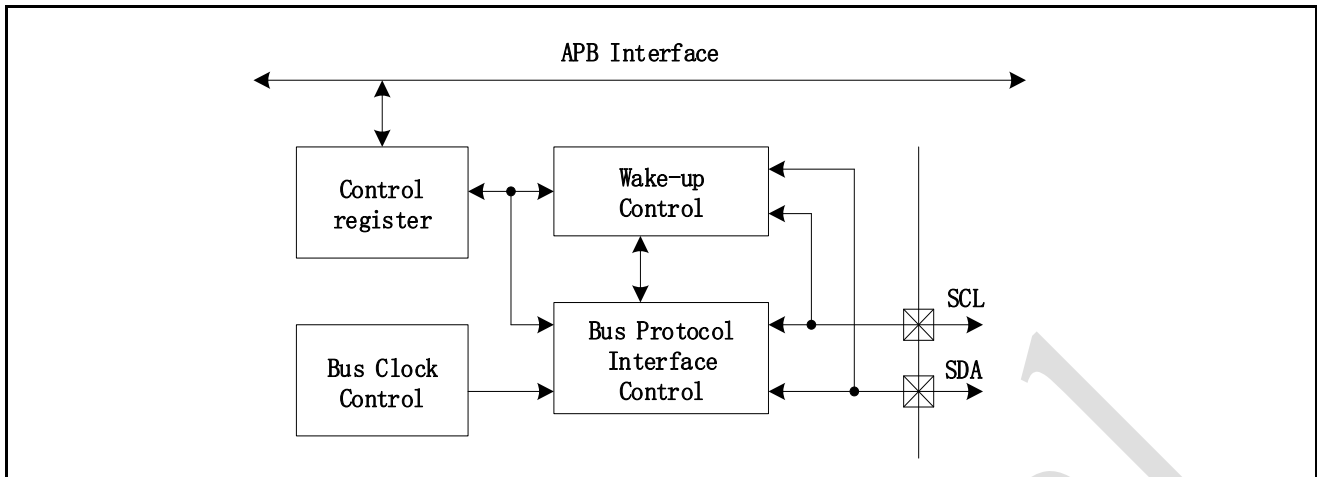 APB Interface
Control
register
Wake-up
Control
SCL
Bus Protocol
Interface
Control
SDA
Bus Clock
Control